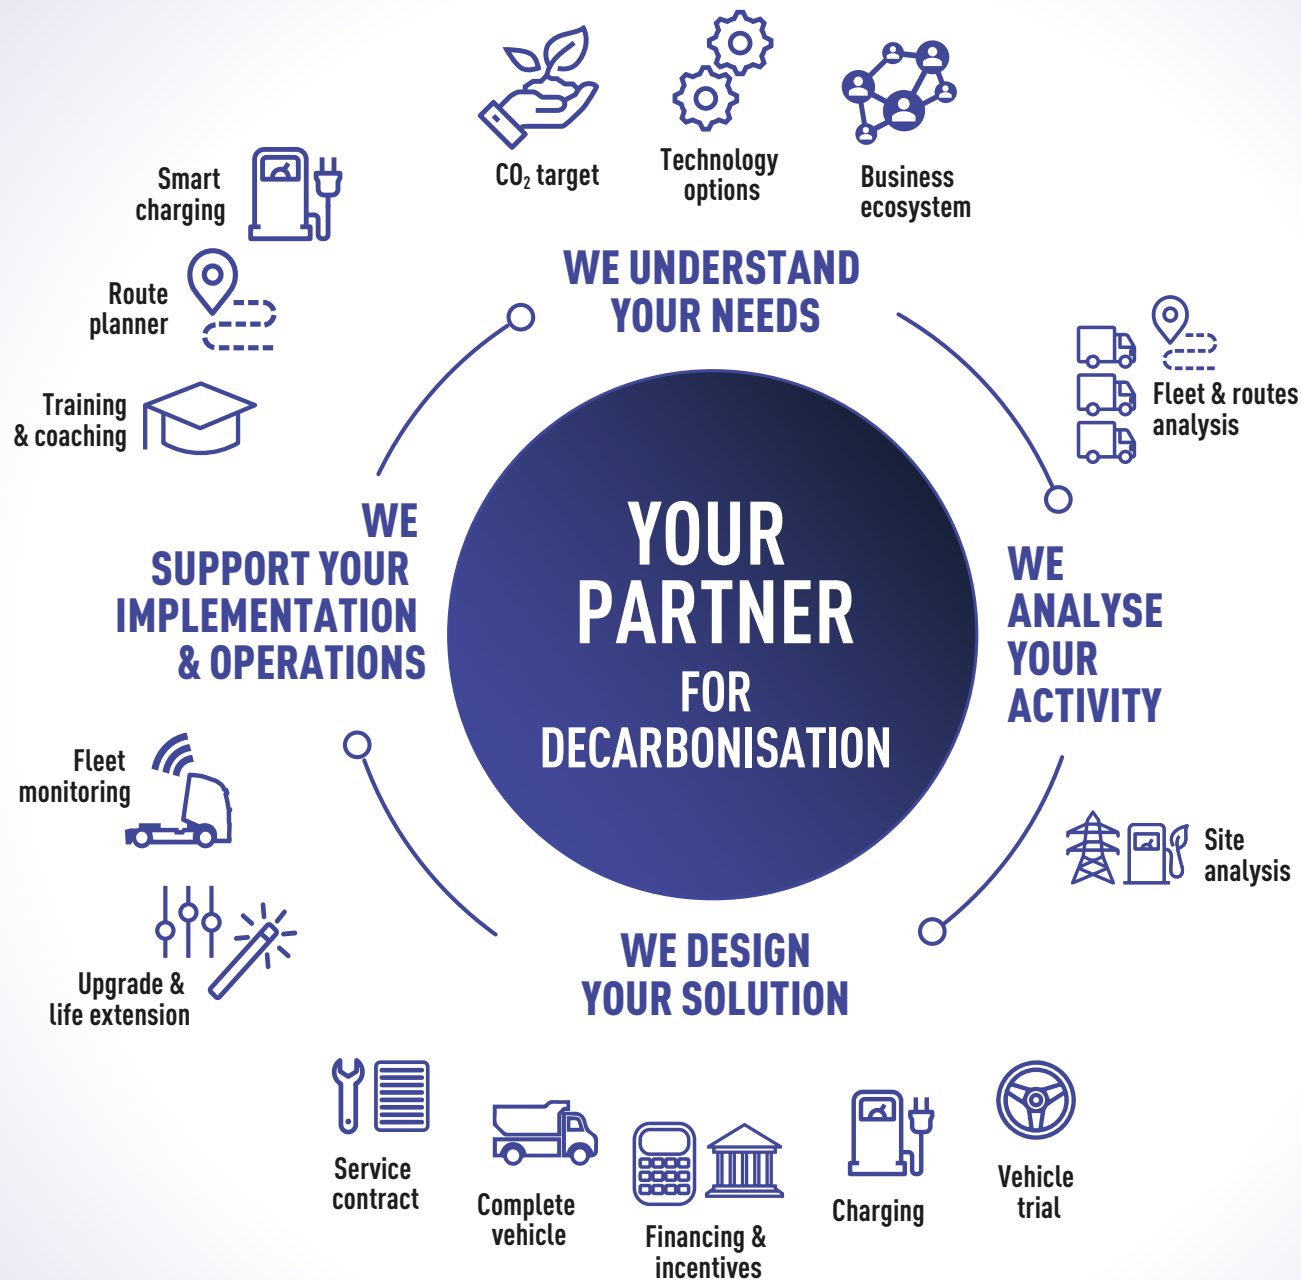 CO₂ target
Technology
options
Business
ecosystem
WE UNDERSTAND
YOUR NEEDS
Fleet & routes
analysis
WE
ANALYSE
YOUR
ACTIVITY
Site
analysis
WE DESIGN
YOUR SOLUTION
Vehicle
trial
Charging
Financing &
incentives
Complete
vehicle
Service
contract
WE
SUPPORT YOUR
IMPLEMENTATION
& OPERATIONS
Upgrade &
life extension
Fleet
monitoring
Training
& coaching
Route
planner
Smart
charging
YOUR
PARTNER
FOR
DECARBONISATION